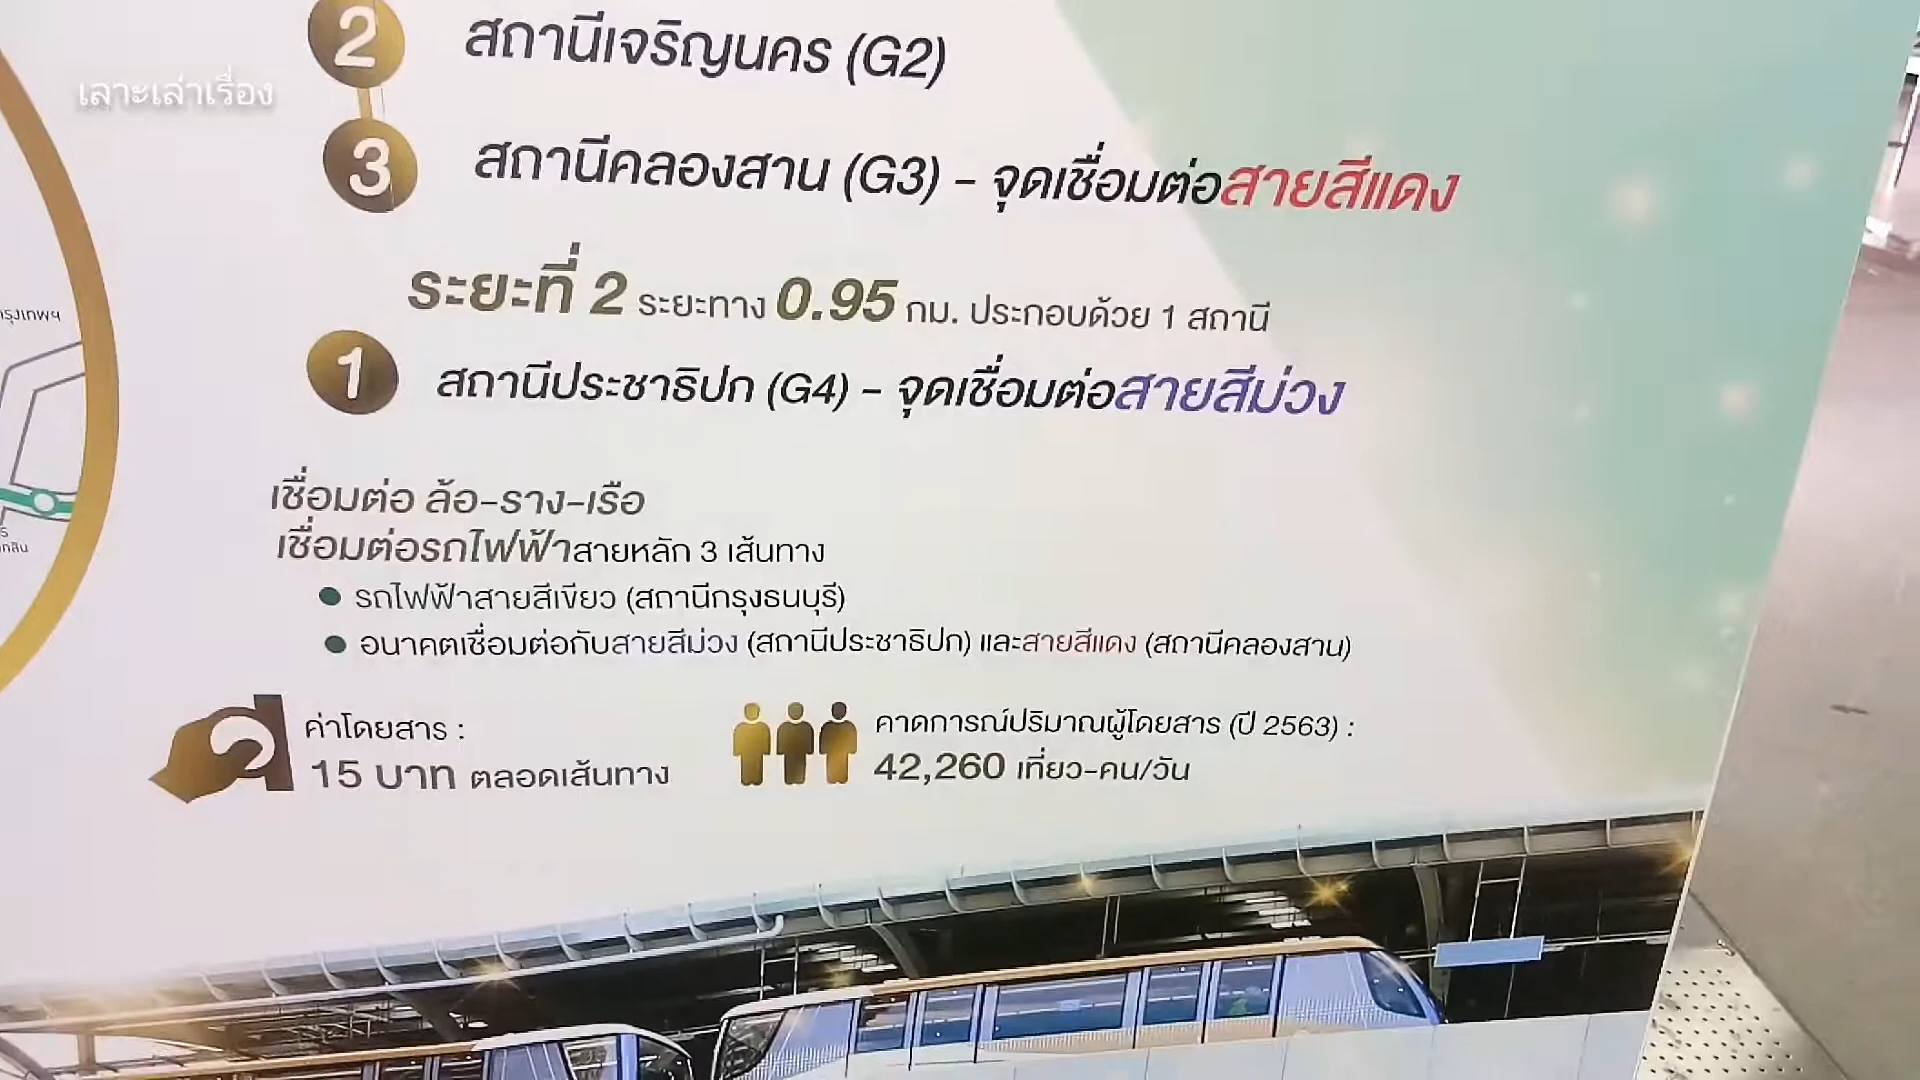 2 สถานีเจริญนคร (G2)
เลาะเล่าเรื่อง
3 สถานีคลองสาน (G3) - จุดเชื่อมต่อสายสีแดง
ระยะที่ 2 ระยะทาง 0.95 กม. ประกอบด้วย 1 สถานี
1 สถานีประชาธิปก (G4) - จุดเชื่อมต่อสายสีม่วง
เชื่อมต่อ ล้อ-ราง-เรือ
เชื่อมต่อรถไฟฟ้าสายหลัก 3 เส้นทาง
● รถไฟฟ้าสายสีเขียว (สถานีกรุงธนบุรี)
● อนาคตเชื่อมต่อกับสายสีม่วง (สถานีประชาธิปก) และสายสีแดง (สถานีคลองสาน)
ค่าโดยสาร :
15 บาท ตลอดเส้นทาง
คาดการณ์ปริมาณผู้โดยสาร (ปี 2563) :
42,260 เที่ยว-คน/วัน